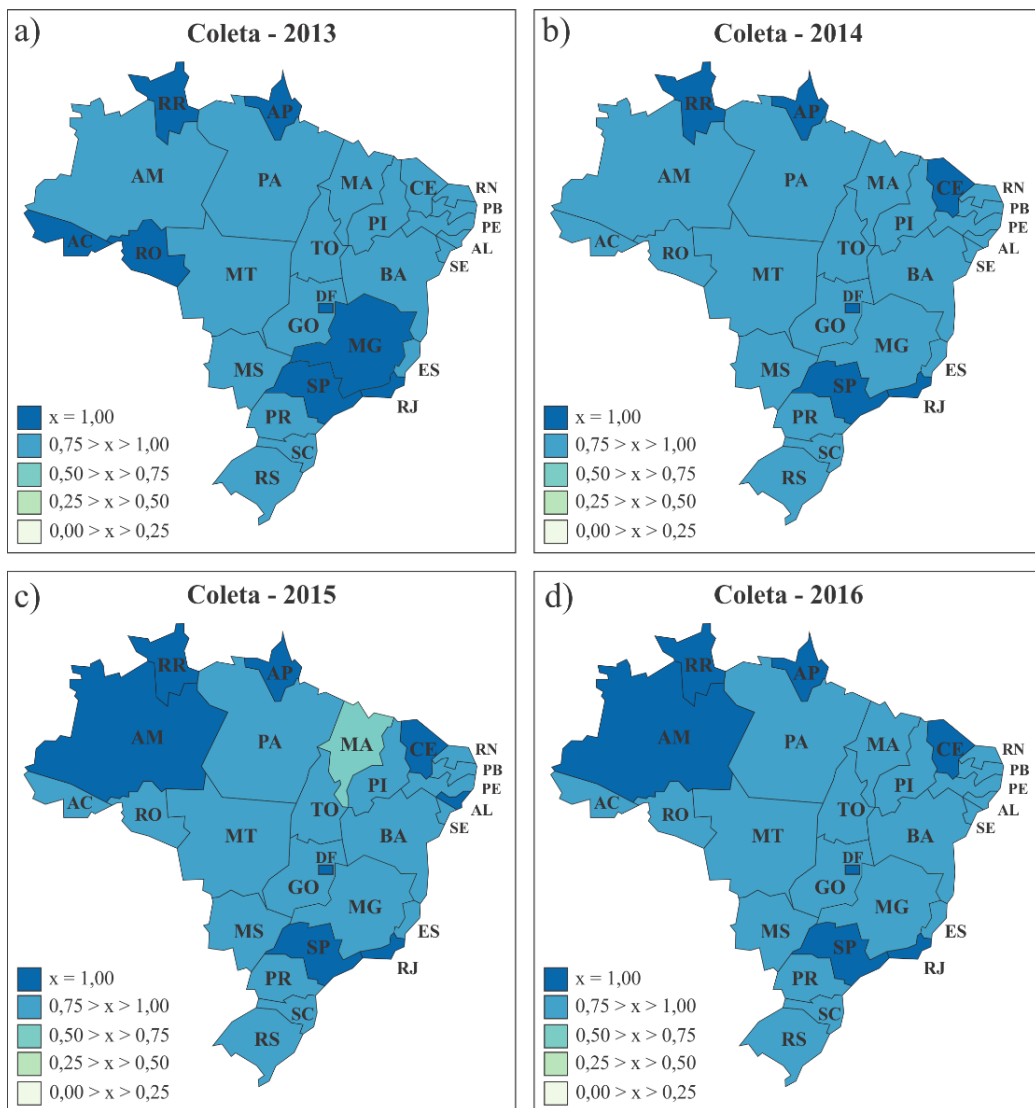 a)
Coleta - 2013
RR
AP
AM
PA
MA
CE
RN
PB
PI
PE
AC
RO
TO
AL
SE
MT
BA
DF
GO
MG
MS
ES
SP
RJ
PR
SC
RS
x = 1,00
0,75 > x > 1,00
0,50 > x > 0,75
0,25 > x > 0,50
0,00 > x > 0,25
b)
Coleta - 2014
RR
AP
AM
PA
MA
CE
RN
PB
PI
PE
AC
RO
TO
AL
SE
MT
BA
DF
GO
MG
MS
ES
SP
RJ
PR
SC
RS
x = 1,00
0,75 > x > 1,00
0,50 > x > 0,75
0,25 > x > 0,50
0,00 > x > 0,25
c)
Coleta - 2015
RR
AP
AM
PA
MA
CE
RN
PB
PI
PE
AC
RO
TO
AL
SE
MT
BA
DF
GO
MG
MS
ES
SP
RJ
PR
SC
RS
x = 1,00
0,75 > x > 1,00
0,50 > x > 0,75
0,25 > x > 0,50
0,00 > x > 0,25
d)
Coleta - 2016
RR
AP
AM
PA
MA
CE
RN
PB
PI
PE
AC
RO
TO
AL
SE
MT
BA
DF
GO
MG
MS
ES
SP
RJ
PR
SC
RS
x = 1,00
0,75 > x > 1,00
0,50 > x > 0,75
0,25 > x > 0,50
0,00 > x > 0,25